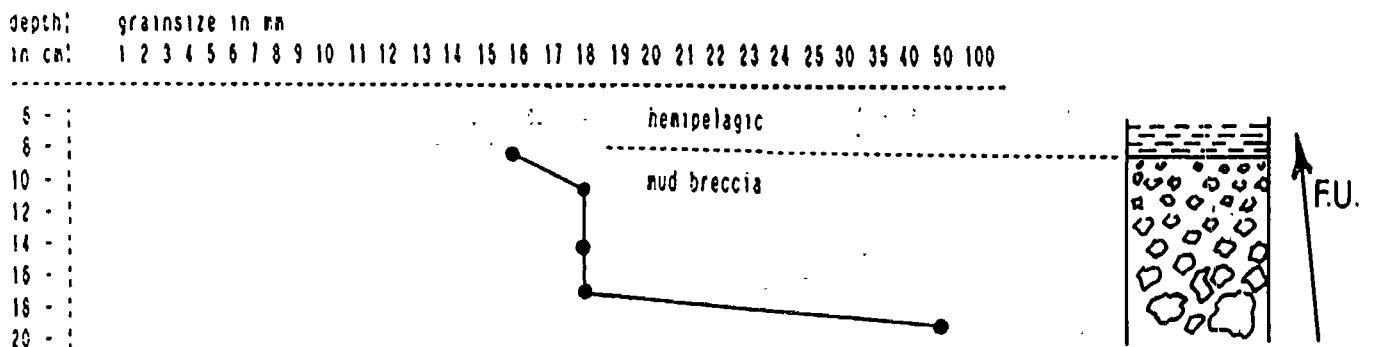 depth: grainsize in mm
in cm: 1 2 3 4 5 6 7 8 9 10 11 12 13 14 15 16 17 18 19 20 21 22 23 24 25 30 35 40 50 100
6 - hemipelagic
8 -
10 - mud breccia
12 - F.U.
14 -
16 -
18 -
20 -